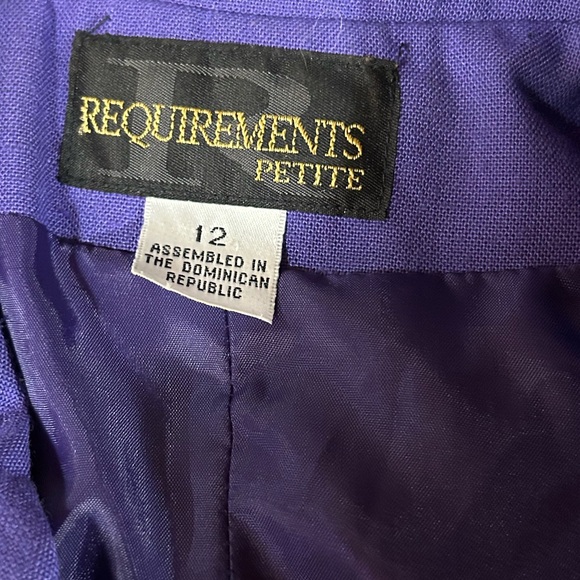 REQUIREMENTS
PETITE
12
ASSEMBLED IN
THE DOMINICAN
REPUBLIC